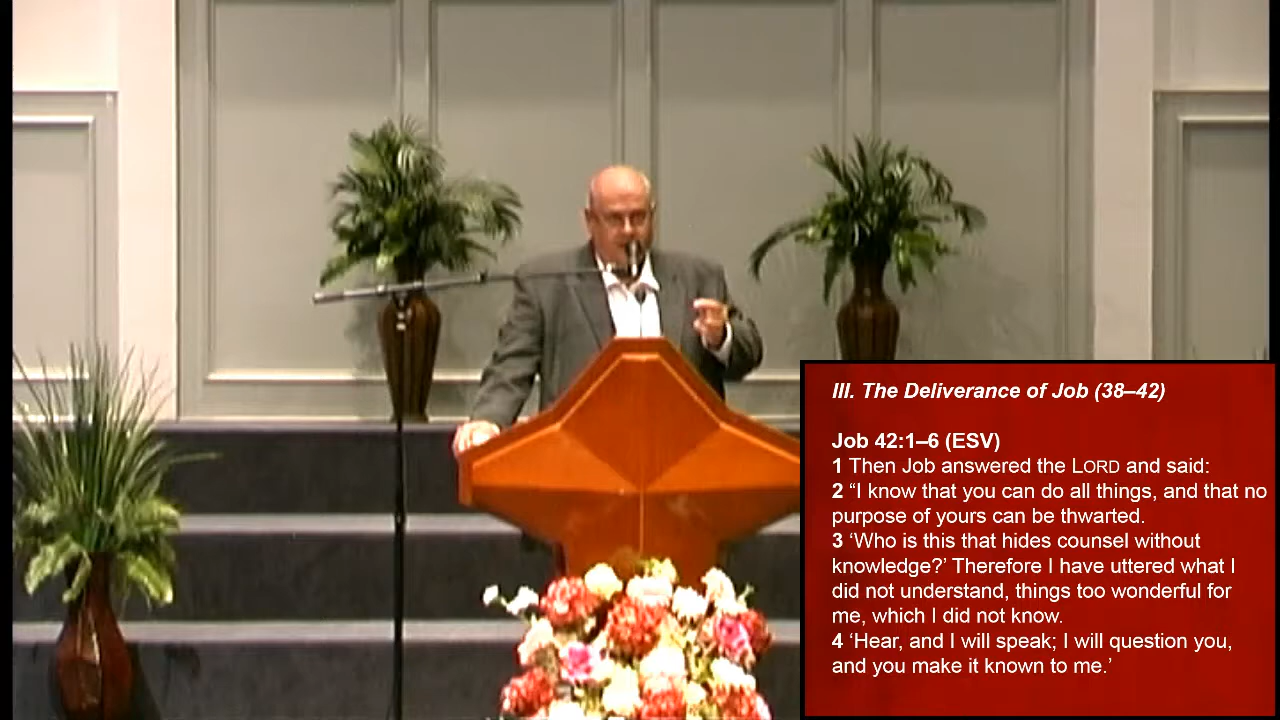 III. The Deliverance of Job (38–42)
Job 42:1–6 (ESV)
1 Then Job answered the LORD and said:
2 “I know that you can do all things, and that no
purpose of yours can be thwarted.
3 ‘Who is this that hides counsel without
knowledge?’ Therefore I have uttered what I
did not understand, things too wonderful for
me, which I did not know.
4 ‘Hear, and I will speak; I will question you,
and you make it known to me.’